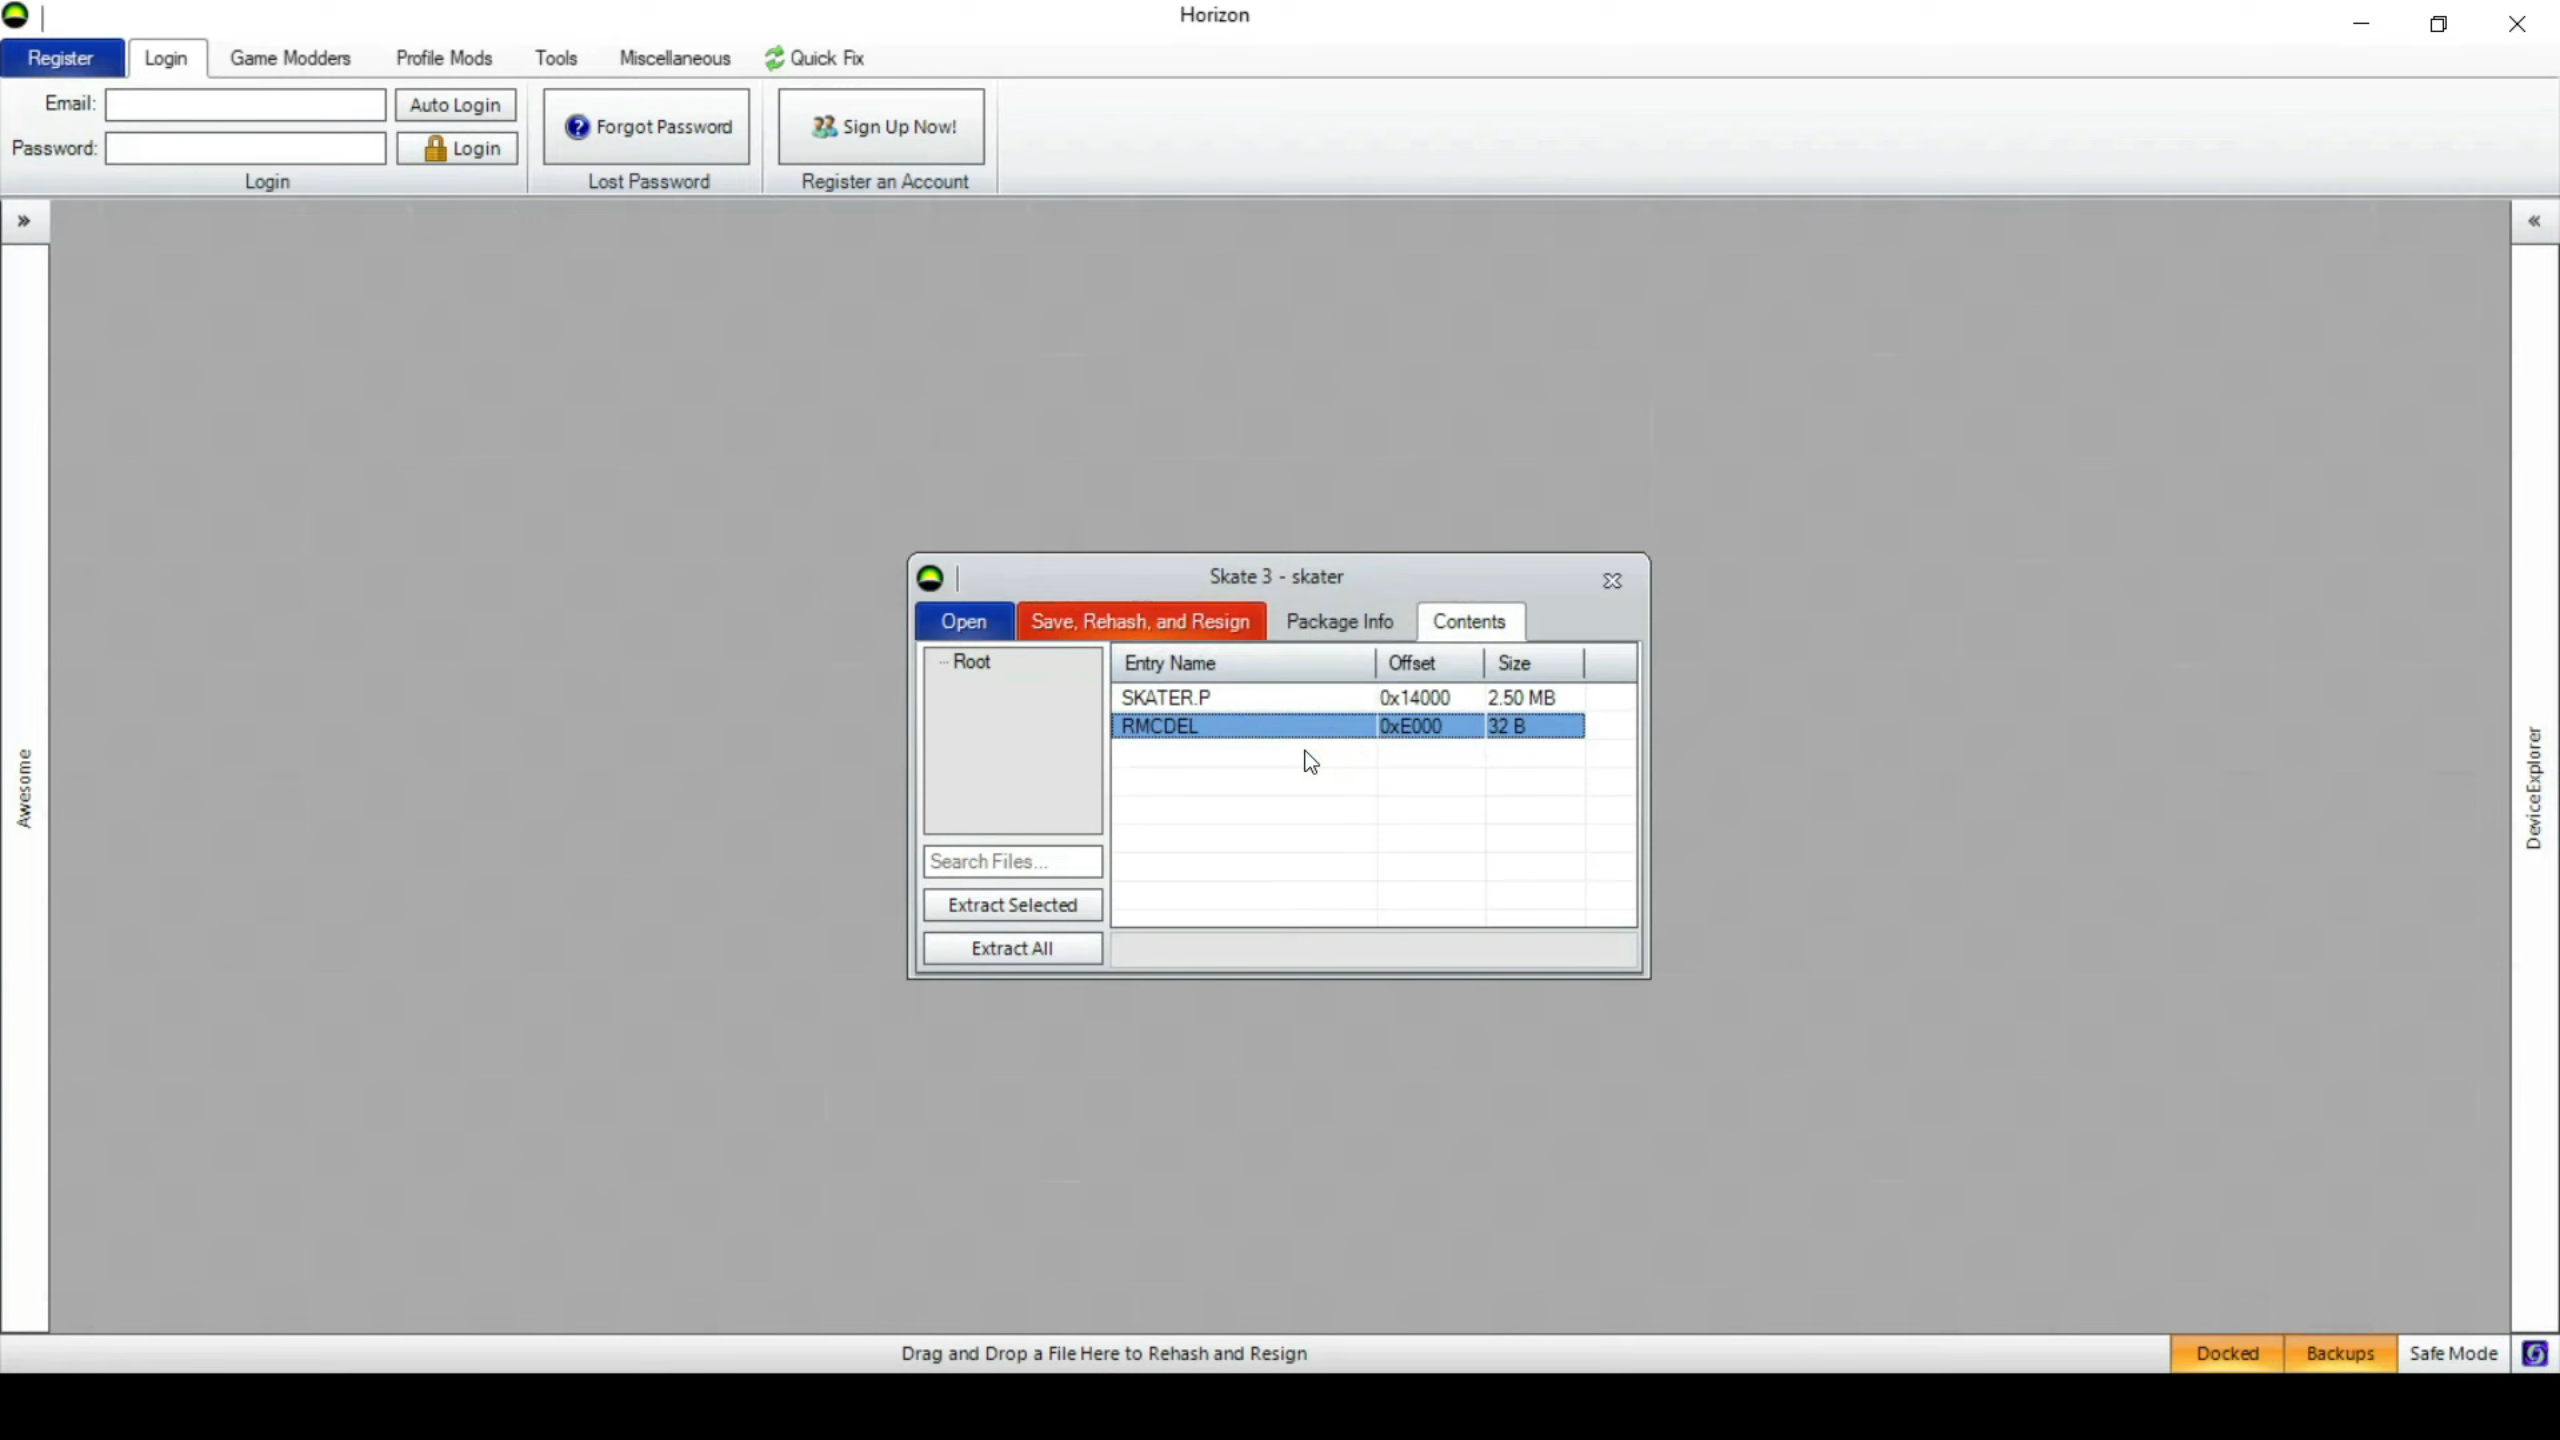 Horizon
Register Login Game Modders Profile Mods Tools Miscellaneous Quick Fix
Email: Auto Login
Password: Login
Forgot Password
Sign Up Now!
Login Lost Password Register an Account
»
«
Awesome
DeviceExplorer
Skate 3 - skater
Open Save, Rehash, and Resign Package Info Contents
Root
Entry Name Offset Size
SKATER.P 0x14000 2.50 MB
RMCDEL 0xE000 32 B
Search Files...
Extract Selected
Extract All
Drag and Drop a File Here to Rehash and Resign
Docked Backups Safe Mode